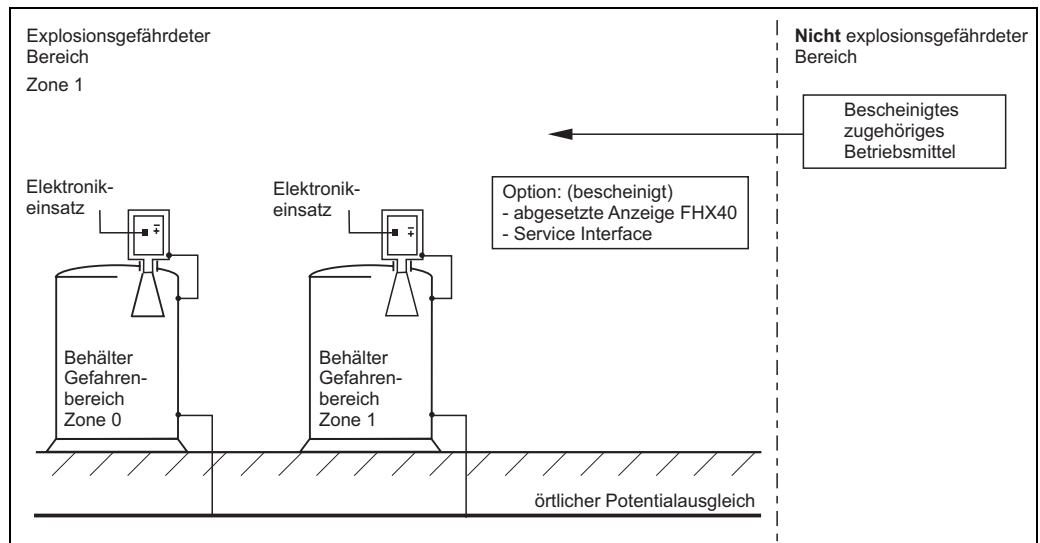 Explosionsgefährdeter
Bereich
Zone 1
Nicht explosionsgefährdeter
Bereich
Bescheinigtes
zugehöriges
Betriebsmittel
Elektronik-
einsatz
Elektronik-
einsatz
Option: (bescheinigt)
- abgesetzte Anzeige FHX40
- Service Interface
Behälter
Gefahren-
bereich
Zone 0
Behälter
Gefahren-
bereich
Zone 1
örtlicher Potentialausgleich